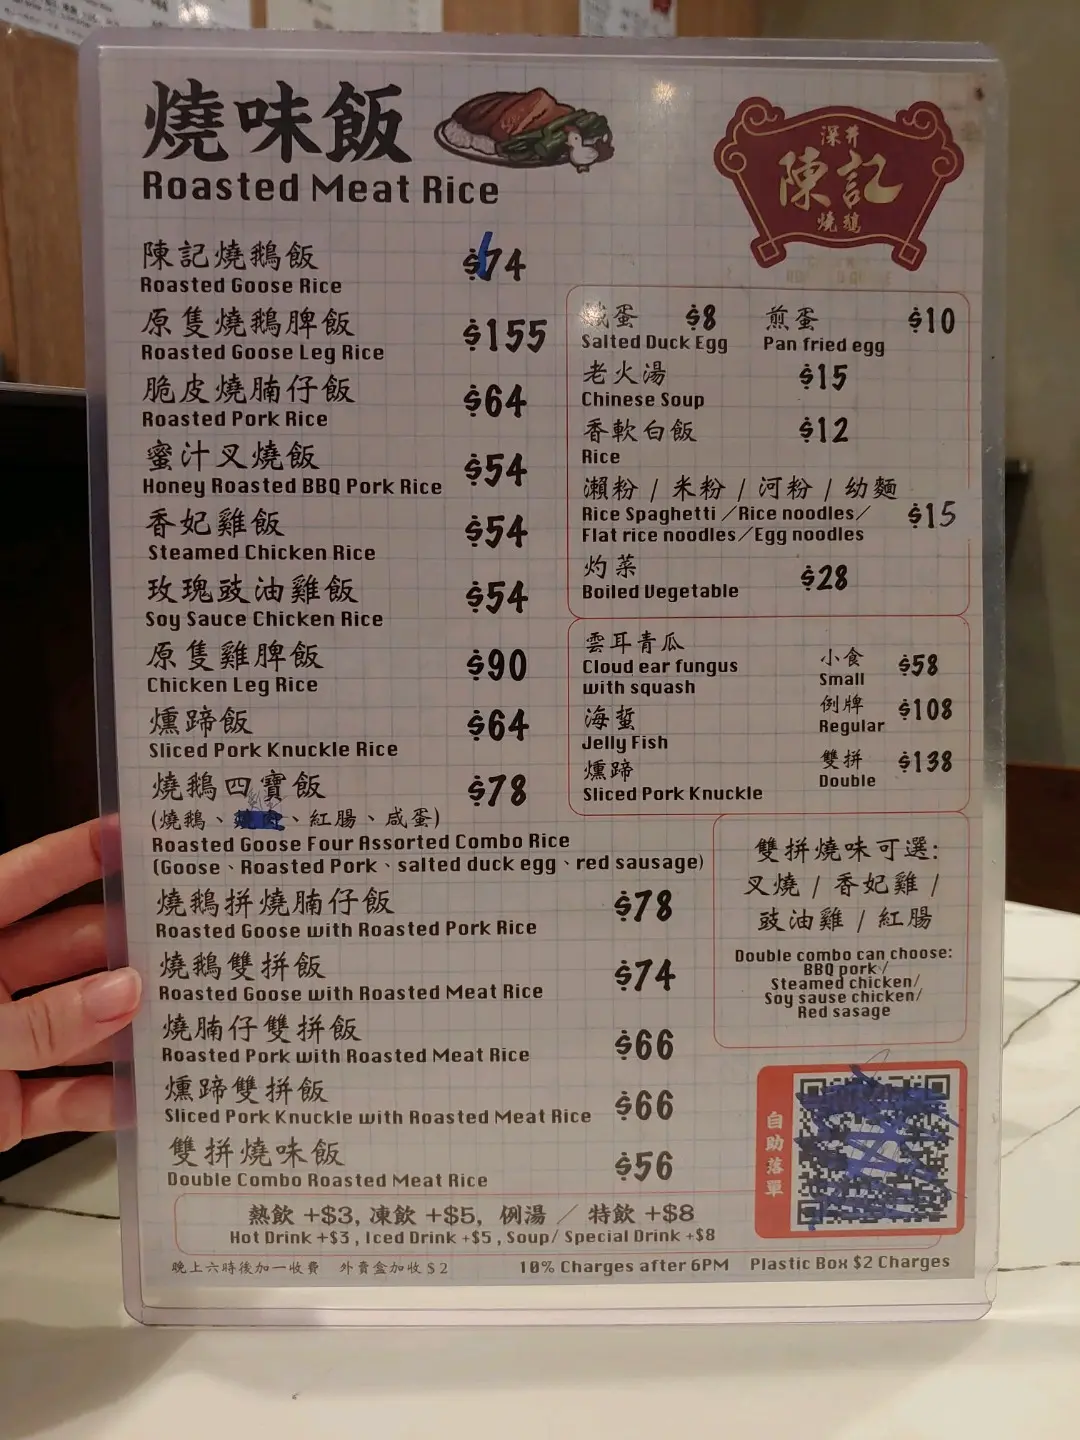 燒味飯
Roasted Meat Rice
深井
陳記
燒鵝
陳記燒鵝飯 $74
Roasted Goose Rice
原隻燒鵝脾飯 $155
Roasted Goose Leg Rice
脆皮燒腩仔飯 $64
Roasted Pork Rice
蜜汁叉燒飯 $54
Honey Roasted BBQ Pork Rice
香妃雞飯 $54
Steamed Chicken Rice
玫瑰豉油雞飯 $54
Soy Sauce Chicken Rice
原隻雞脾飯 $90
Chicken Leg Rice
燻蹄飯 $64
Sliced Pork Knuckle Rice
燒鵝四寶飯 $78
(燒鵝、燒肉、紅腸、咸蛋)
Roasted Goose Four Assorted Combo Rice
(Goose、Roasted Pork、salted duck egg、red sausage)
燒鵝拼燒腩仔飯 $78
Roasted Goose with Roasted Pork Rice
燒鵝雙拼飯 $74
Roasted Goose with Roasted Meat Rice
燒腩仔雙拼飯 $66
Roasted Pork with Roasted Meat Rice
燻蹄雙拼飯 $66
Sliced Pork Knuckle with Roasted Meat Rice
雙拼燒味飯 $56
Double Combo Roasted Meat Rice
鹹蛋 $8 煎蛋 $10
Salted Duck Egg Pan fried egg
老火湯 $15
Chinese Soup
香軟白飯 $12
Rice
瀨粉 / 米粉 / 河粉 / 幼麵
Rice Spaghetti／Rice noodles／ $15
Flat rice noodles／Egg noodles
灼菜 $28
Boiled Vegetable
雲耳青瓜
Cloud ear fungus
with squash
海蜇
Jelly Fish
燻蹄
Sliced Pork Knuckle
小食 $58
Small
例牌 $108
Regular
雙拼 $138
Double
雙拼燒味可選:
叉燒 / 香妃雞 /
豉油雞 / 紅腸
Double combo can choose:
BBQ pork /
Steamed chicken/
Soy sause chicken/
Red sasage
自助落單
熱飲 +$3, 凍飲 +$5, 例湯 ／ 特飲 +$8
Hot Drink +$3 , Iced Drink +$5 , Soup/ Special Drink +$8
晚上六時後加一收費 外賣盒加收$2 10% Charges after 6PM Plastic Box $2 Charges